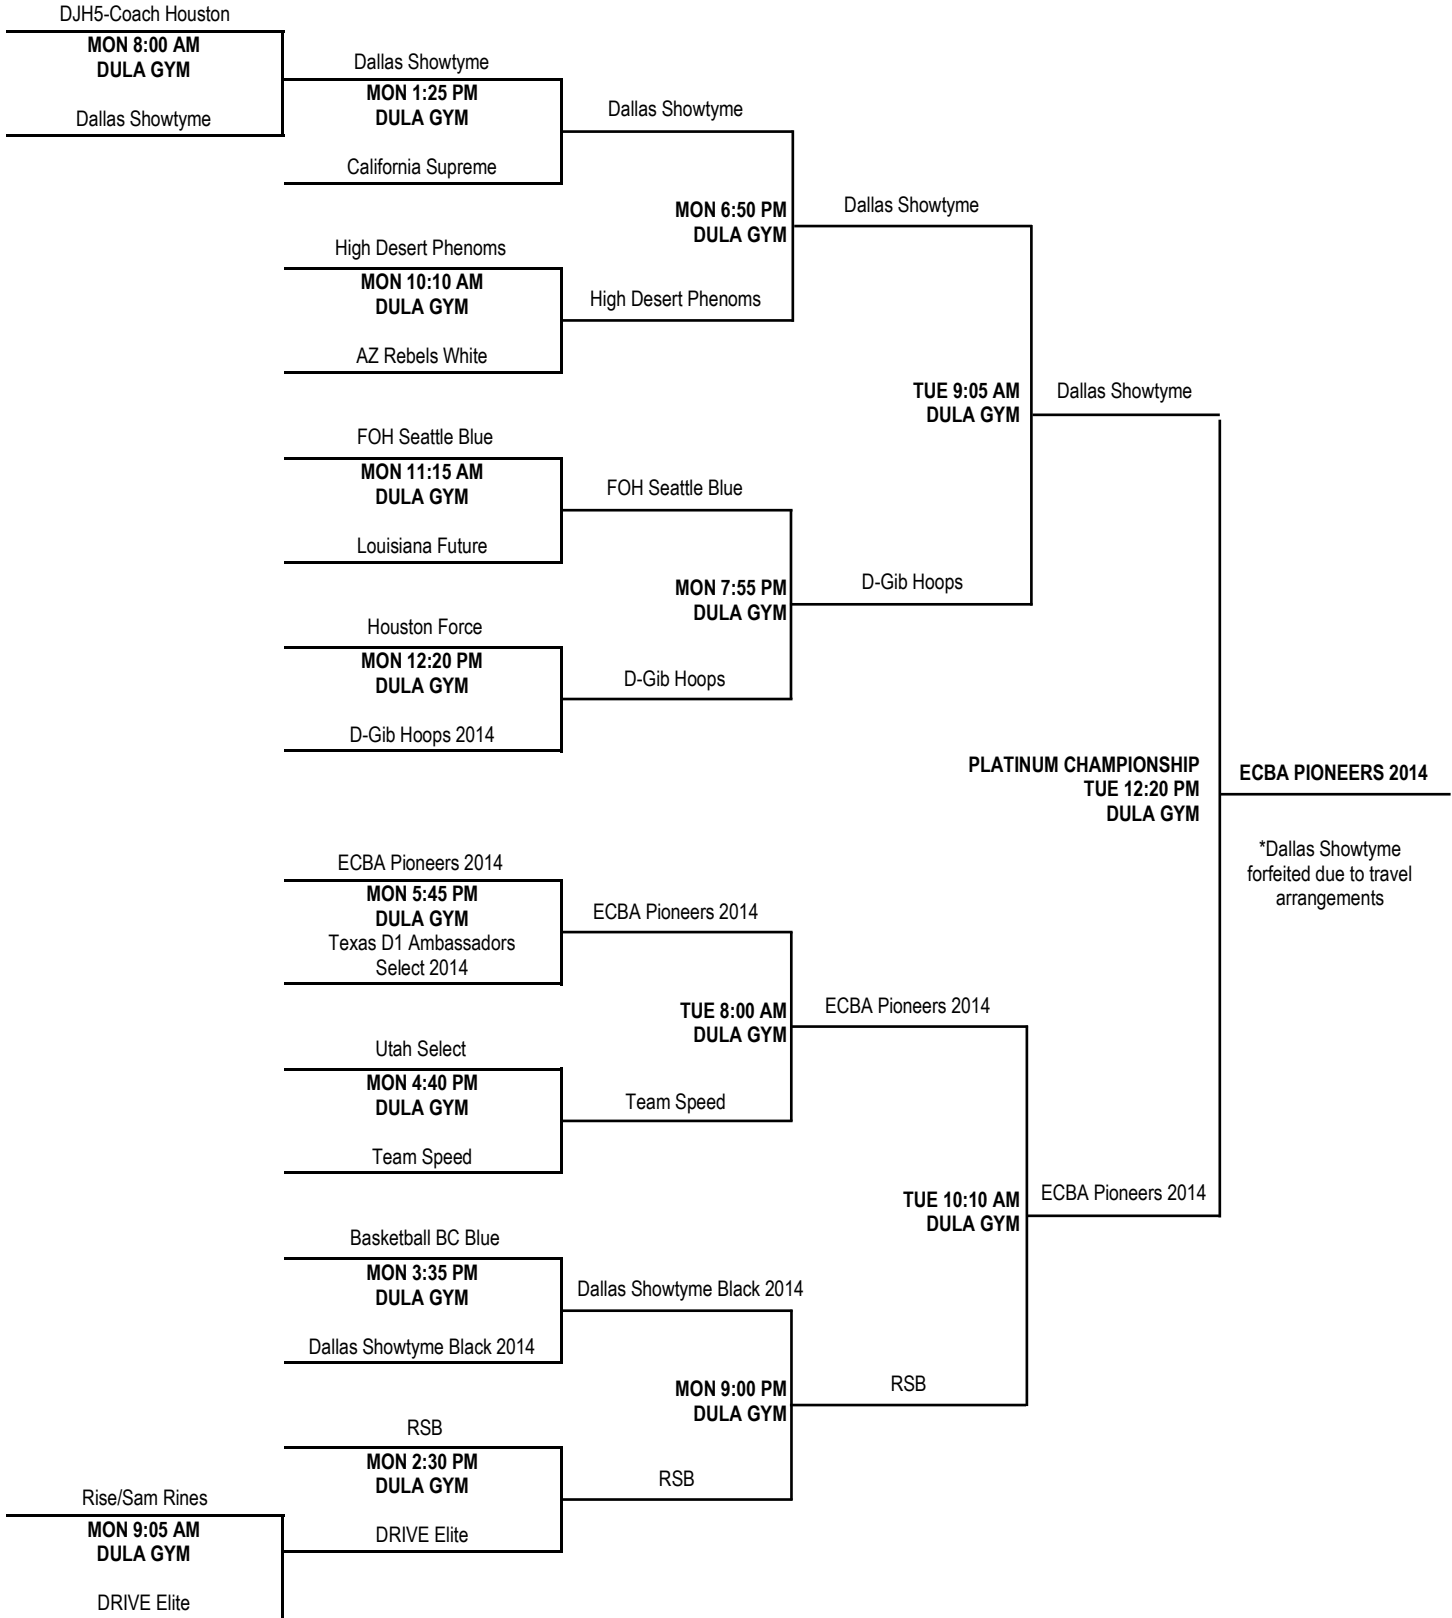 DJH5-Coach Houston
MON 8:00 AM
DULA GYM
Dallas Showtyme
Dallas Showtyme
MON 1:25 PM
DULA GYM
California Supreme
Dallas Showtyme
MON 6:50 PM
DULA GYM
Dallas Showtyme
High Desert Phenoms
MON 10:10 AM
DULA GYM
High Desert Phenoms
AZ Rebels White
TUE 9:05 AM
DULA GYM
Dallas Showtyme
FOH Seattle Blue
MON 11:15 AM
DULA GYM
FOH Seattle Blue
Louisiana Future
MON 7:55 PM
DULA GYM
D-Gib Hoops
Houston Force
MON 12:20 PM
DULA GYM
D-Gib Hoops
D-Gib Hoops 2014
PLATINUM CHAMPIONSHIP
TUE 12:20 PM
DULA GYM
ECBA PIONEERS 2014
*Dallas Showtyme
forfeited due to travel
arrangements
ECBA Pioneers 2014
MON 5:45 PM
DULA GYM
Texas D1 Ambassadors
Select 2014
ECBA Pioneers 2014
TUE 8:00 AM
DULA GYM
ECBA Pioneers 2014
Utah Select
MON 4:40 PM
DULA GYM
Team Speed
Team Speed
TUE 10:10 AM
DULA GYM
ECBA Pioneers 2014
Basketball BC Blue
MON 3:35 PM
DULA GYM
Dallas Showtyme Black 2014
Dallas Showtyme Black 2014
MON 9:00 PM
DULA GYM
RSB
RSB
MON 2:30 PM
DULA GYM
RSB
DRIVE Elite
Rise/Sam Rines
MON 9:05 AM
DULA GYM
DRIVE Elite